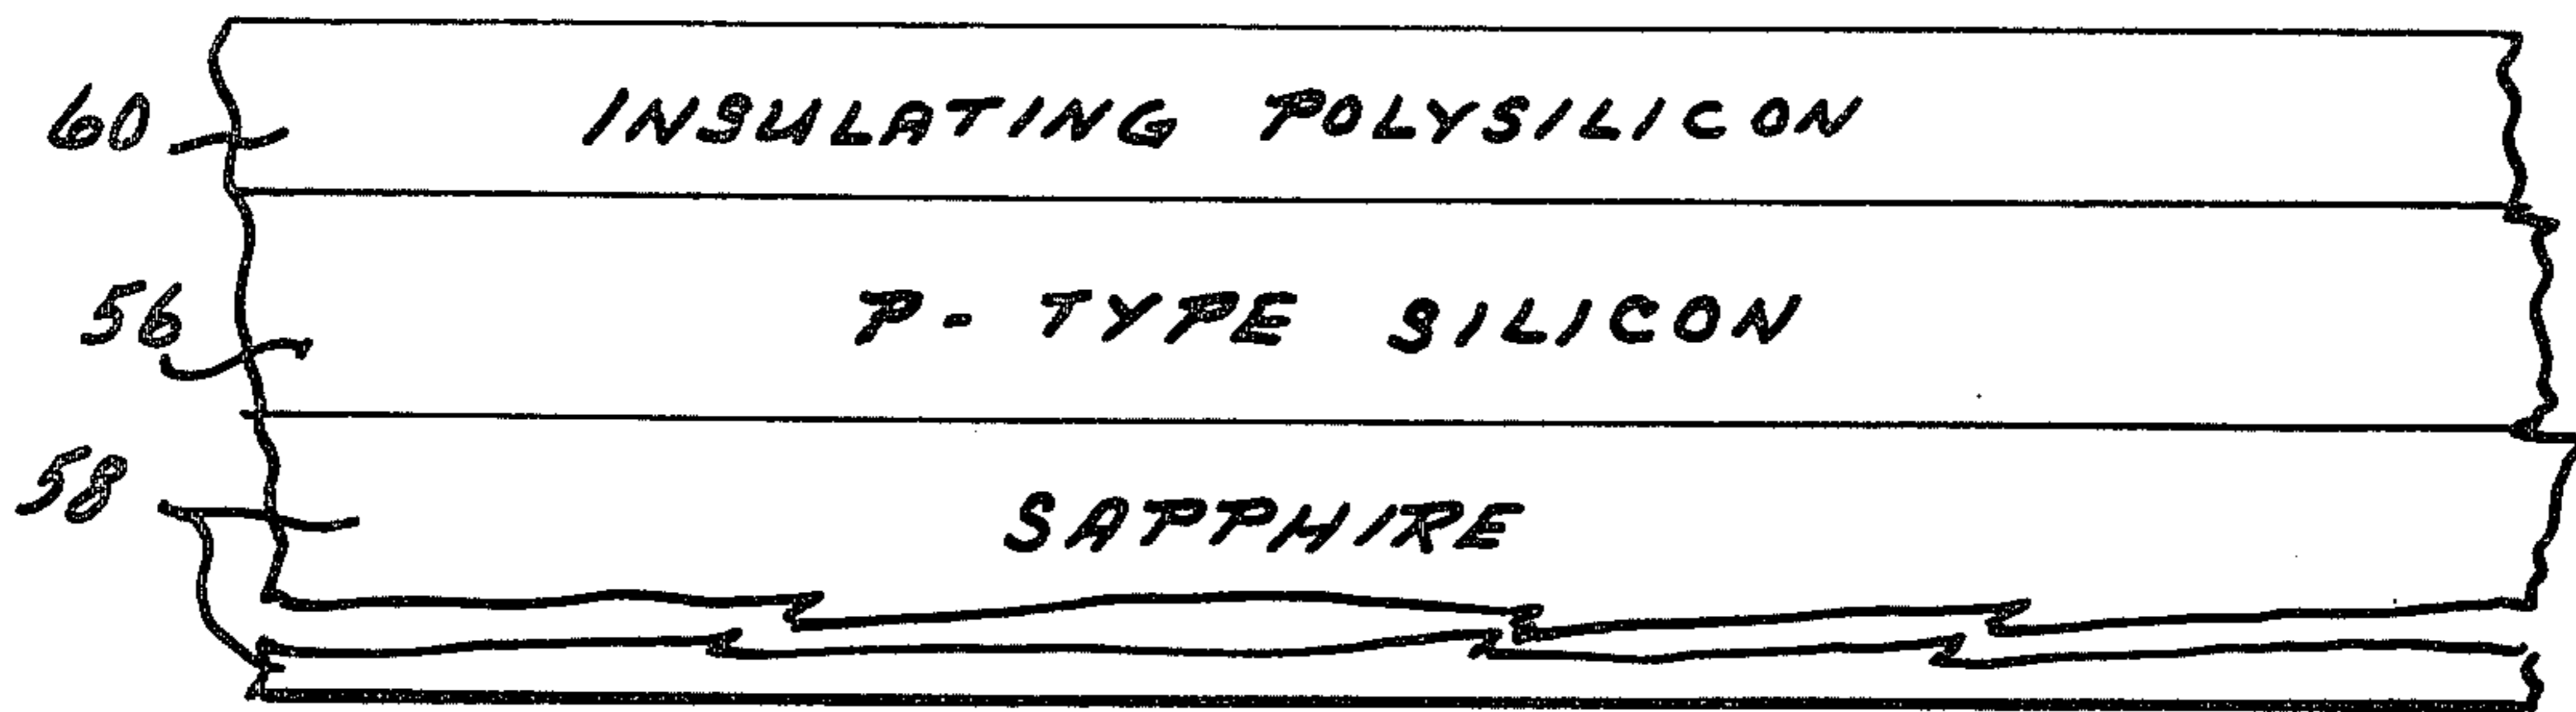 60 INSULATING POLYSILICON
56 P- TYPE SILICON
58 SAPPHIRE